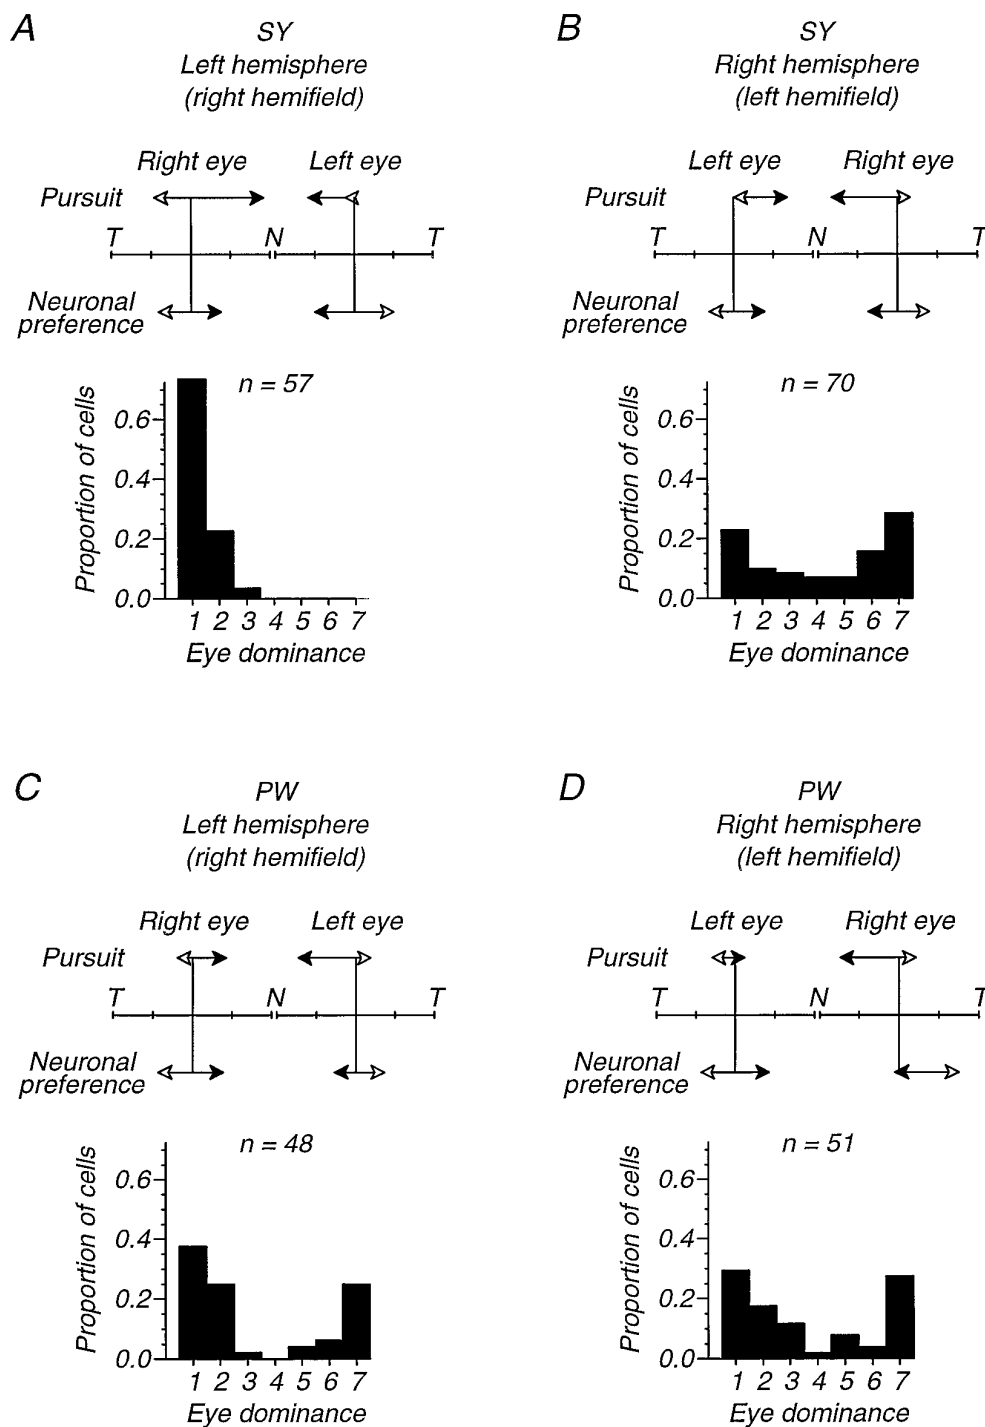 A
SY
Left hemisphere
(right hemifield)
Right eye Left eye
Pursuit
T N T
Neuronal
preference
n = 57
Proportion of cells
0.6
0.4
0.2
0.0
1 2 3 4 5 6 7
Eye dominance
B
SY
Right hemisphere
(left hemifield)
Left eye Right eye
Pursuit
T N T
Neuronal
preference
n = 70
Proportion of cells
0.6
0.4
0.2
0.0
1 2 3 4 5 6 7
Eye dominance
C
PW
Left hemisphere
(right hemifield)
Right eye Left eye
Pursuit
T N T
Neuronal
preference
n = 48
Proportion of cells
0.6
0.4
0.2
0.0
1 2 3 4 5 6 7
Eye dominance
D
PW
Right hemisphere
(left hemifield)
Left eye Right eye
Pursuit
T N T
Neuronal
preference
n = 51
Proportion of cells
0.6
0.4
0.2
0.0
1 2 3 4 5 6 7
Eye dominance